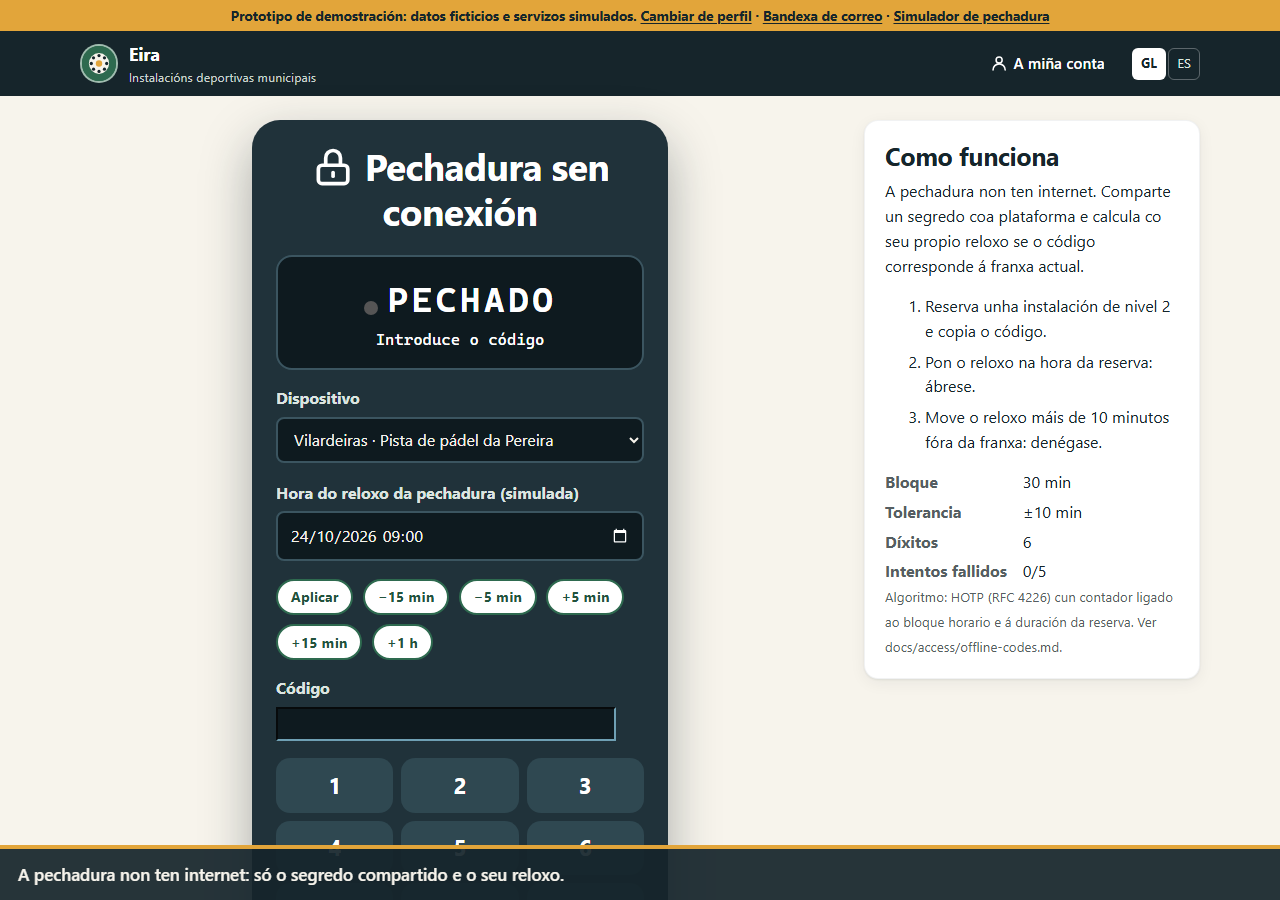 Prototipo de demostración: datos ficticios e servizos simulados. Cambiar de perfil · Bandexa de correo · Simulador de pechadura
Eira
Instalacións deportivas municipais
A miña conta
GL
ES
Pechadura sen
conexión
PECHADO
Introduce o código
Dispositivo
Vilardeiras · Pista de pádel da Pereira
Hora do reloxo da pechadura (simulada)
24/10/2026 09:00
Aplicar
−15 min
−5 min
+5 min
+15 min
+1 h
Código
1
2
3
4
5
6
Como funciona
A pechadura non ten internet. Comparte
un segredo coa plataforma e calcula co
seu propio reloxo se o código
corresponde á franxa actual.
1. Reserva unha instalación de nivel 2
e copia o código.
2. Pon o reloxo na hora da reserva:
ábrese.
3. Move o reloxo máis de 10 minutos
fóra da franxa: denégase.
Bloque 30 min
Tolerancia ±10 min
Díxitos 6
Intentos fallidos 0/5
Algoritmo: HOTP (RFC 4226) cun contador ligado
ao bloque horario e á duración da reserva. Ver
docs/access/offline-codes.md.
A pechadura non ten internet: só o segredo compartido e o seu reloxo.